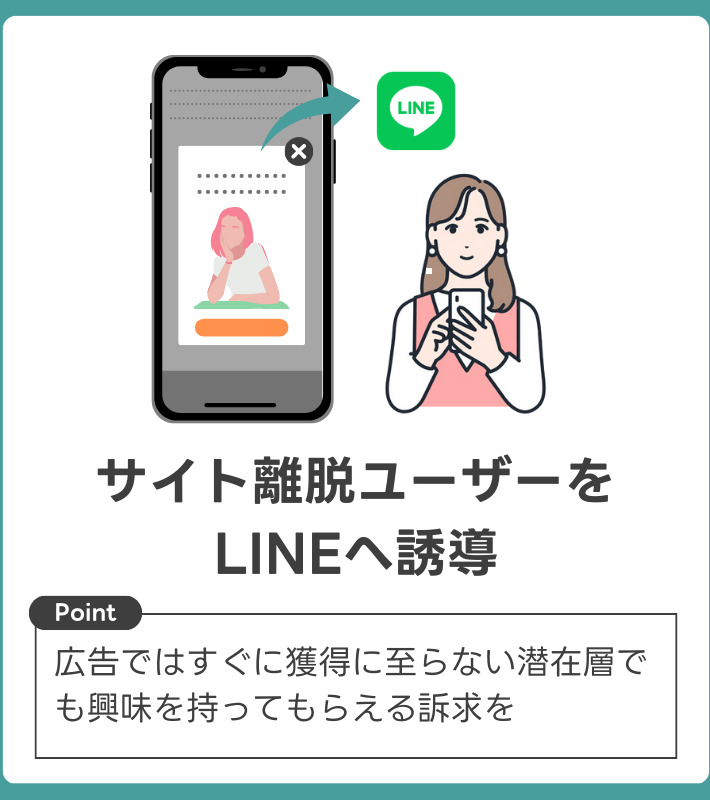 LINE
サイト離脱ユーザーを
LINEへ誘導
Point
広告ではすぐに獲得に至らない潜在層で
も興味を持ってもらえる訴求を